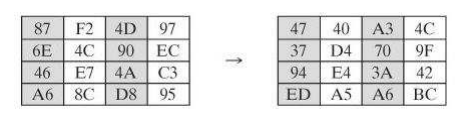 87 F2 4D 97 47 40 A3 4C
6E 4C 90 EC → 37 D4 70 9F
46 E7 4A C3 94 E4 3A 42
A6 8C D8 95 ED A5 A6 BC